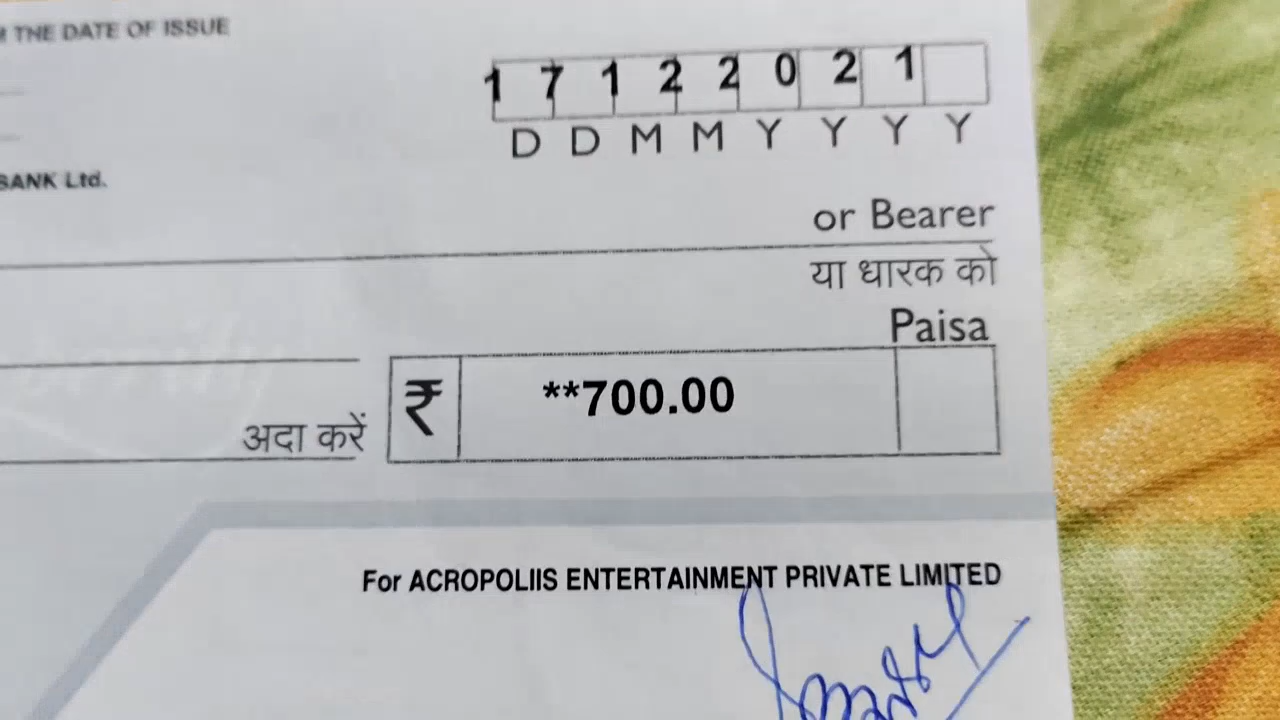 THE DATE OF ISSUE
1 7 1 2 2 0 2 1
D D M M Y Y Y Y
BANK Ltd.
or Bearer
या धारक को
Paisa
₹ **700.00
अदा करें
For ACROPOLIIS ENTERTAINMENT PRIVATE LIMITED